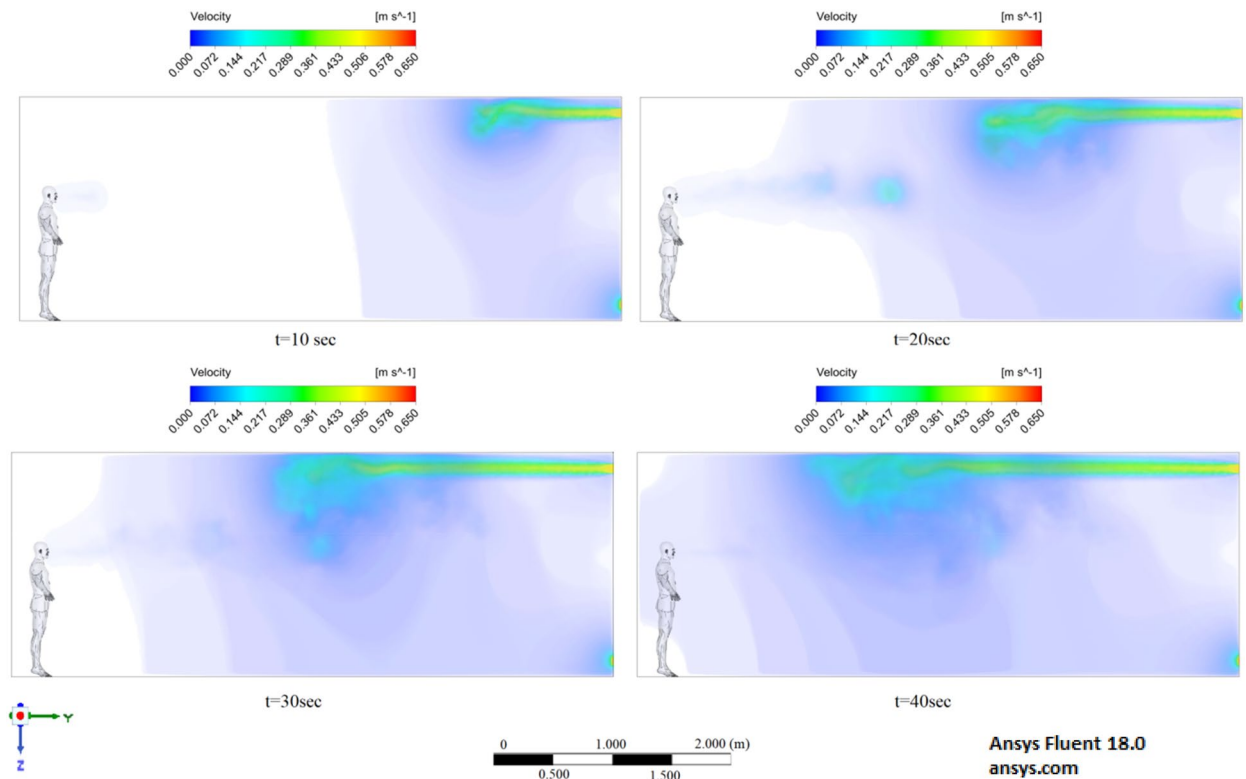 Velocity [m s^-1]
0.000 0.072 0.144 0.217 0.289 0.361 0.433 0.505 0.578 0.650
t=10 sec
Velocity [m s^-1]
0.000 0.072 0.144 0.217 0.289 0.361 0.433 0.505 0.578 0.650
t=20sec
Velocity [m s^-1]
0.000 0.072 0.144 0.217 0.289 0.361 0.433 0.505 0.578 0.650
t=30sec
Velocity [m s^-1]
0.000 0.072 0.144 0.217 0.289 0.361 0.433 0.505 0.578 0.650
t=40sec
Y
Z
0 1.000 2.000 (m)
0.500 1.500
Ansys Fluent 18.0
ansys.com